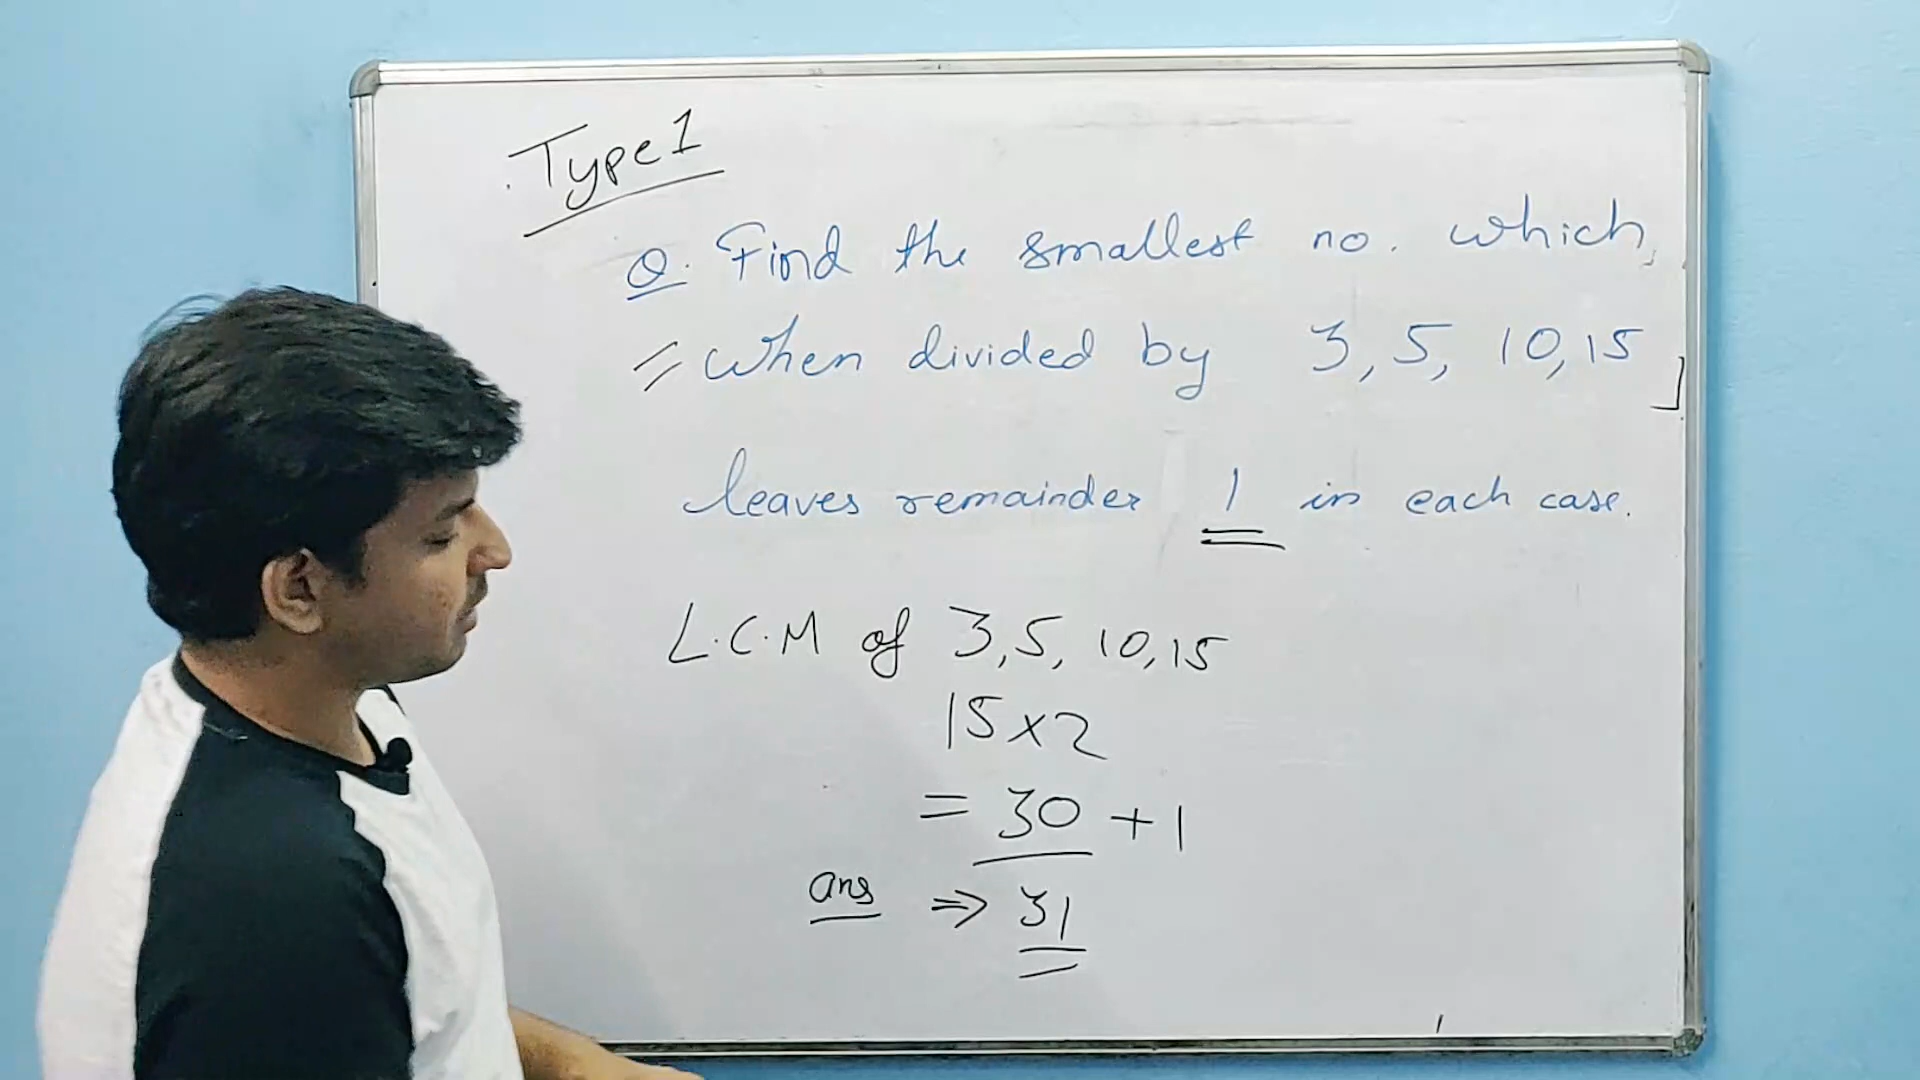 Type 1
Q. Find the smallest no. which,
when divided by 3, 5, 10, 15
leaves remainder 1 in each case.
L.C.M of 3, 5, 10, 15
15 x 2
= 30 + 1
ans ⇒ 31